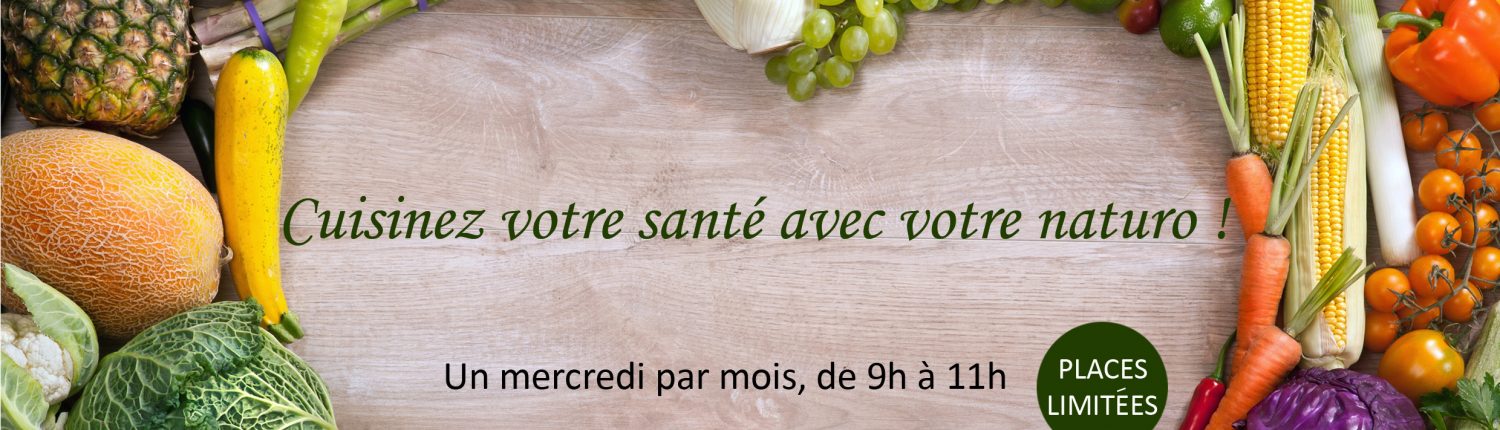 Cuisinez votre santé avec votre naturo !
Un mercredi par mois, de 9h à 11h
PLACES
LIMITÉES